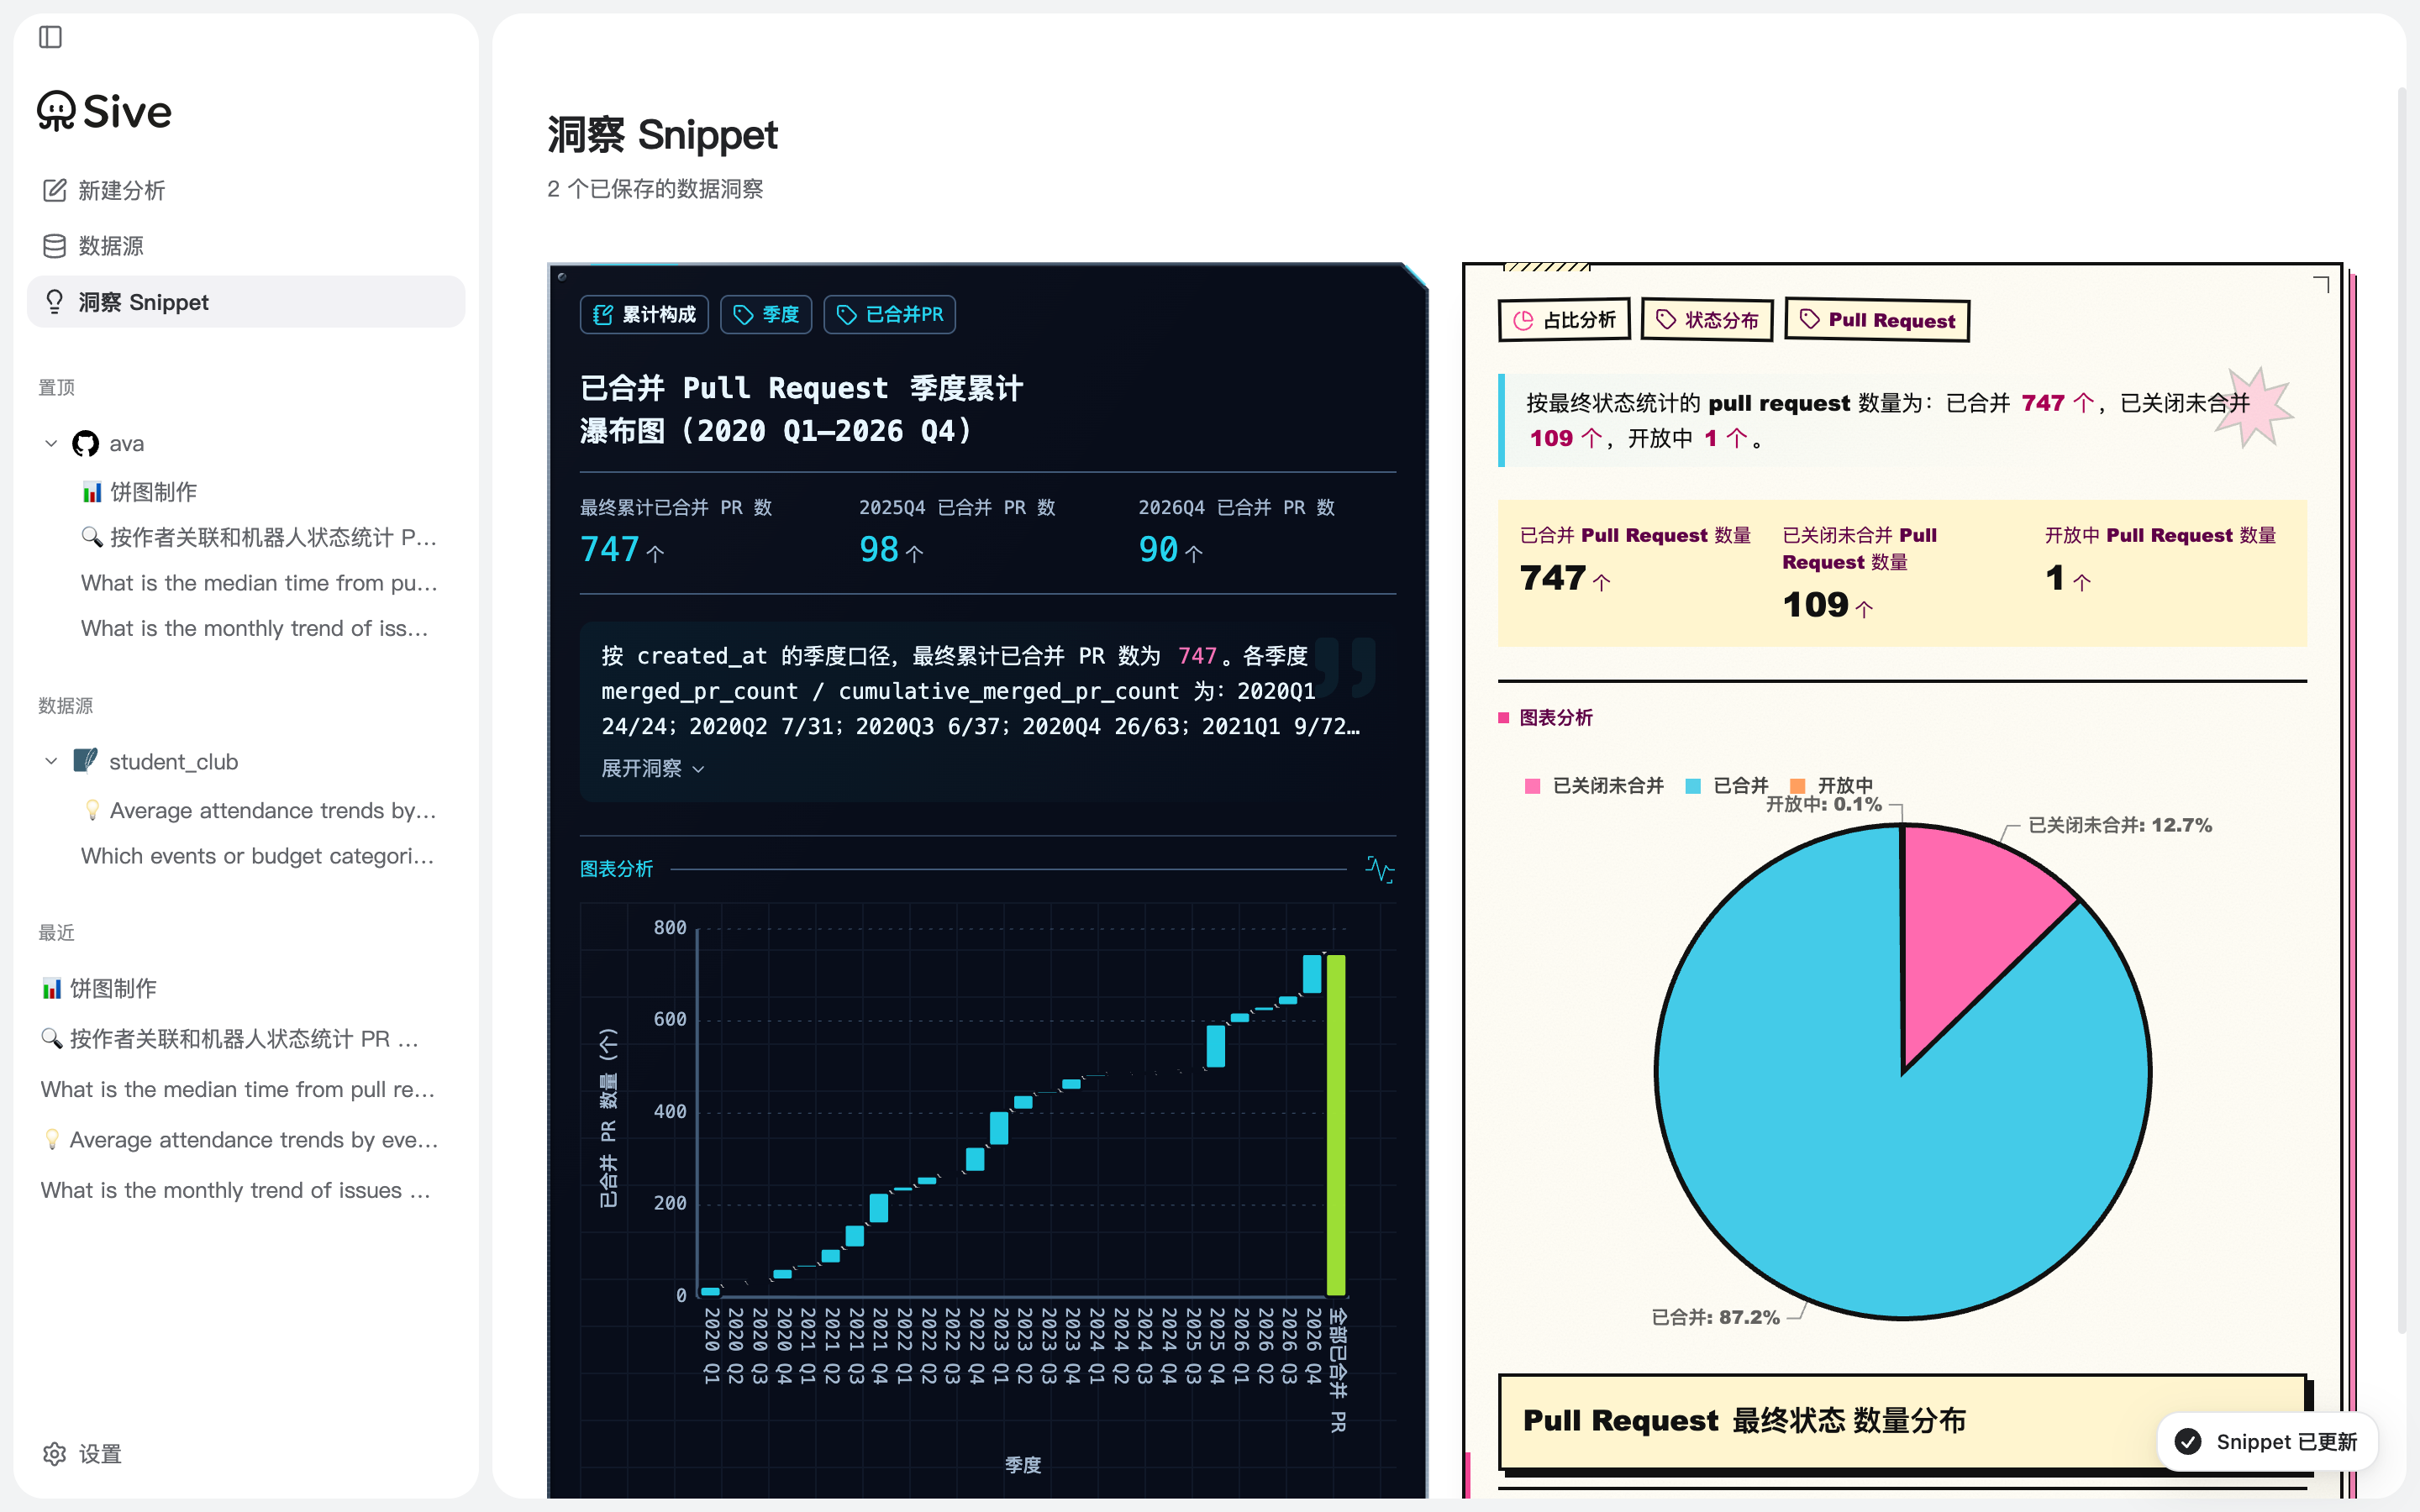 Sive
新建分析
数据源
洞察 Snippet
置顶
ava
饼图制作
按作者关联和机器人状态统计 P...
What is the median time from pu...
What is the monthly trend of iss...
数据源
student_club
Average attendance trends by...
Which events or budget categori...
最近
饼图制作
按作者关联和机器人状态统计 PR ...
What is the median time from pull re...
Average attendance trends by eve...
What is the monthly trend of issues ...
设置
洞察 Snippet
2 个已保存的数据洞察
累计构成 季度 已合并PR
已合并 Pull Request 季度累计
瀑布图 (2020 Q1–2026 Q4)
最终累计已合并 PR 数 2025Q4 已合并 PR 数 2026Q4 已合并 PR 数
747 个 98 个 90 个
按 created_at 的季度口径，最终累计已合并 PR 数为 747。各季度
merged_pr_count / cumulative_merged_pr_count 为：2020Q1
24/24；2020Q2 7/31；2020Q3 6/37；2020Q4 26/63；2021Q1 9/72…
展开洞察
图表分析
已合并 PR 数量 (个)
800
600
400
200
0
2020 Q1
2020 Q2
2020 Q3
2020 Q4
2021 Q1
2021 Q2
2021 Q3
2021 Q4
2022 Q1
2022 Q2
2022 Q3
2022 Q4
2023 Q1
2023 Q2
2023 Q3
2023 Q4
2024 Q1
2024 Q2
2024 Q3
2024 Q4
2025 Q3
2025 Q4
2026 Q1
2026 Q2
2026 Q3
2026 Q4
全部已合并 PR
季度
占比分析 状态分布 Pull Request
按最终状态统计的 pull request 数量为：已合并 747 个，已关闭未合并
109 个，开放中 1 个。
已合并 Pull Request 数量
747 个
已关闭未合并 Pull
Request 数量
109 个
开放中 Pull Request 数量
1 个
图表分析
已关闭未合并 已合并 开放中
开放中: 0.1%
已关闭未合并: 12.7%
已合并: 87.2%
Pull Request 最终状态 数量分布
Snippet 已更新